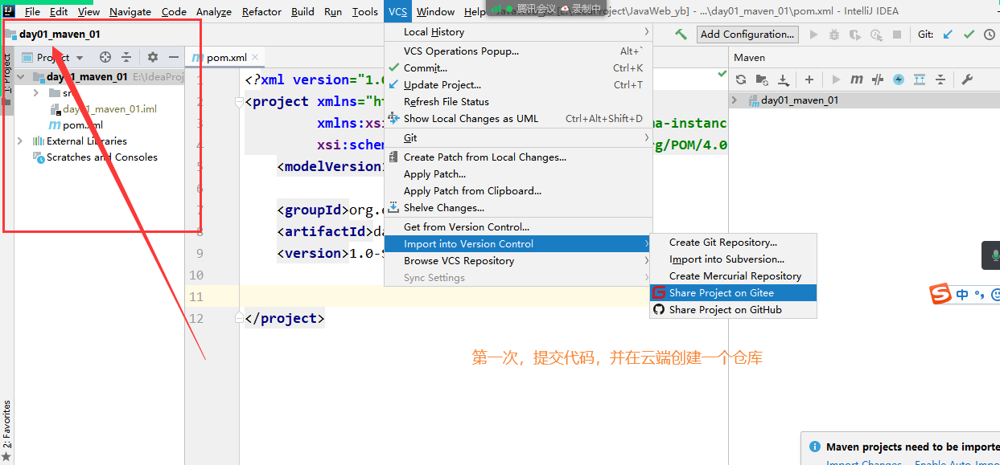 File Edit View Navigate Code Analyze Refactor Build Run Tools VCS Window Help
腾讯会议 录制中
Project\JavaWeb_yb] - ...\day01_maven_01\pom.xml - IntelliJ IDEA
day01_maven_01
Add Configuration...
Git:
1: Project
Project
pom.xml
Maven
day01_maven_01 E:\IdeaProj
day01_maven_01.iml
pom.xml
External Libraries
Scratches and Consoles
2: Favorites
1
2
3
4
5
6
7
8
9
10
11
12
<?xml version="1.0
<project xmlns="ht
xmlns:xsi
a-instanc
xsi:schem
rg/POM/4.0
<modelVersion>
<groupId>org.e
<artifactId>da
<version>1.0-S
</project>
Local History
VCS Operations Popup... Alt+`
Commit... Ctrl+K
Update Project... Ctrl+T
Refresh File Status
Show Local Changes as UML Ctrl+Alt+Shift+D
Git
Create Patch from Local Changes...
Apply Patch...
Apply Patch from Clipboard...
Shelve Changes...
Get from Version Control...
Import into Version Control
Browse VCS Repository
Sync Settings
Create Git Repository...
Import into Subversion...
Create Mercurial Repository
Share Project on Gitee
Share Project on GitHub
day01_maven_01
中
第一次，提交代码，并在云端创建一个仓库
Maven projects need to be importe
Import Changes Enable Auto-Impo